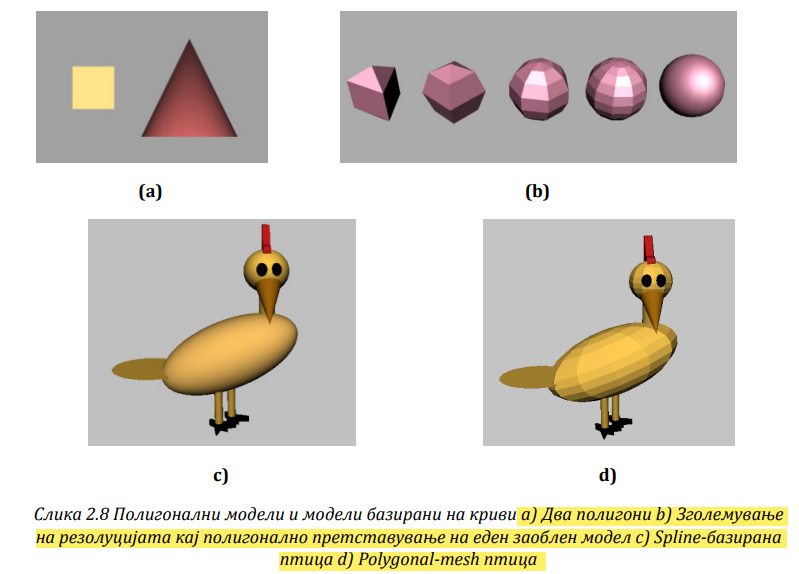 (a)
(b)
c)
d)
Слика 2.8 Полигонални модели и модели базирани на криви a) Два полигони b) Зголемување
на резолуцијата кај полигонално претставување на еден заоблен модел c) Spline-базирана
птица d) Polygonal-mesh птица